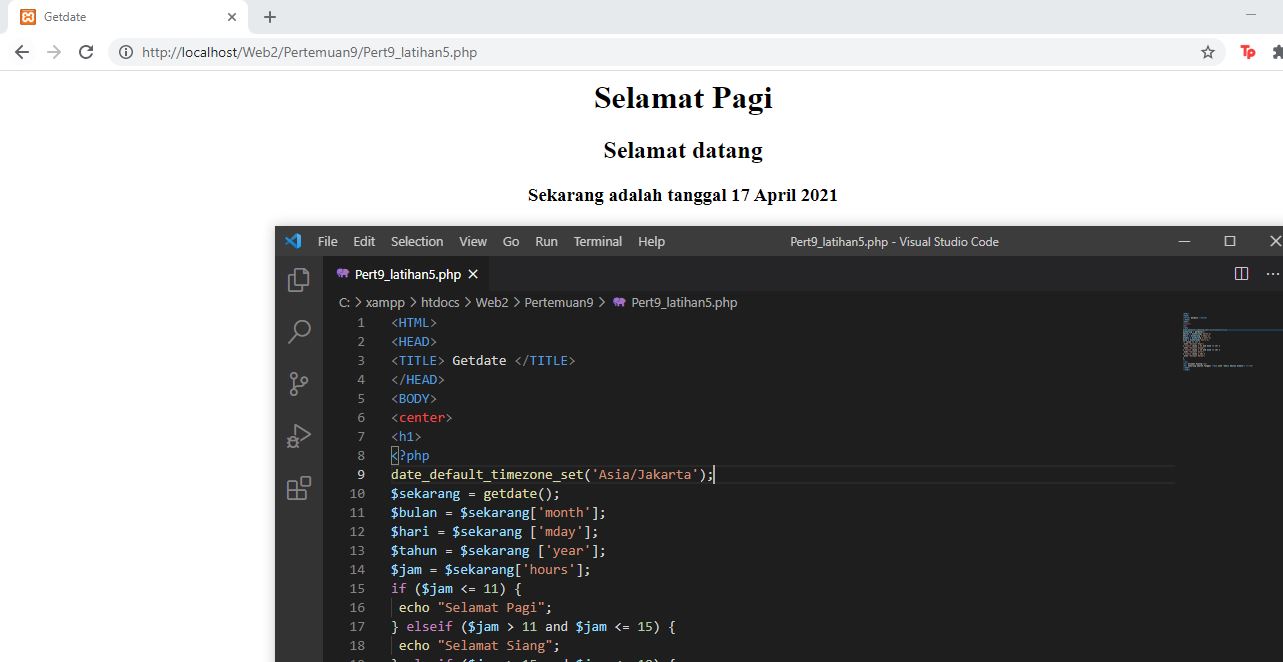 Getdate
http://localhost/Web2/Pertemuan9/Pert9_latihan5.php
Tp
Selamat Pagi
Selamat datang
Sekarang adalah tanggal 17 April 2021
File Edit Selection View Go Run Terminal Help Pert9_latihan5.php - Visual Studio Code
Pert9_latihan5.php
C: > xampp > htdocs > Web2 > Pertemuan9 > Pert9_latihan5.php
1 <HTML>
2 <HEAD>
3 <TITLE> Getdate </TITLE>
4 </HEAD>
5 <BODY>
6 <center>
7 <h1>
8 <?php
9 date_default_timezone_set('Asia/Jakarta');
10 $sekarang = getdate();
11 $bulan = $sekarang['month'];
12 $hari = $sekarang ['mday'];
13 $tahun = $sekarang ['year'];
14 $jam = $sekarang['hours'];
15 if ($jam <= 11) {
16 echo "Selamat Pagi";
17 } elseif ($jam > 11 and $jam <= 15) {
18 echo "Selamat Siang";